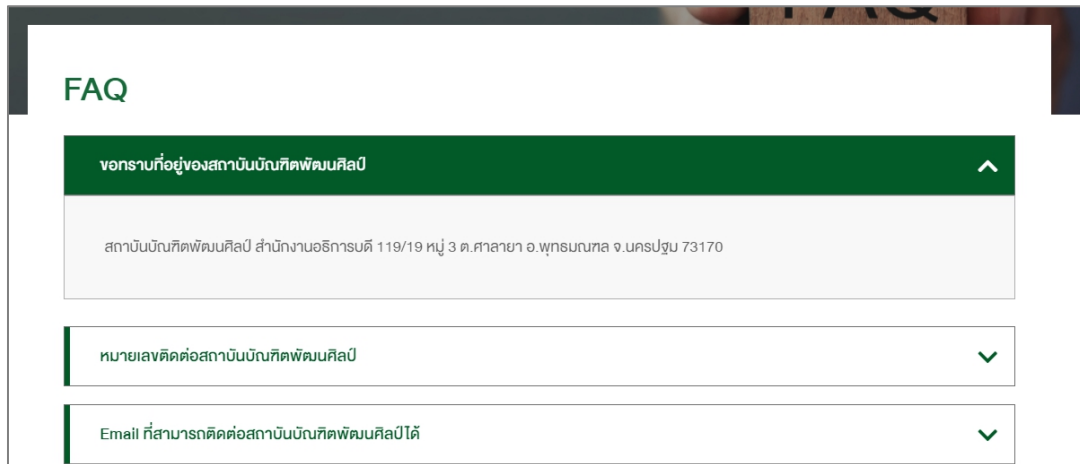 FAQ
FAQ
ขอทราบที่อยู่ของสถาบันบัณฑิตพัฒนศิลป์
สถาบันบัณฑิตพัฒนศิลป์ สำนักงานอธิการบดี 119/19 หมู่ 3 ต.ศาลายา อ.พุทธมณฑล จ.นครปฐม 73170
หมายเลขติดต่อสถาบันบัณฑิตพัฒนศิลป์
Email ที่สามารถติดต่อสถาบันบัณฑิตพัฒนศิลป์ได้